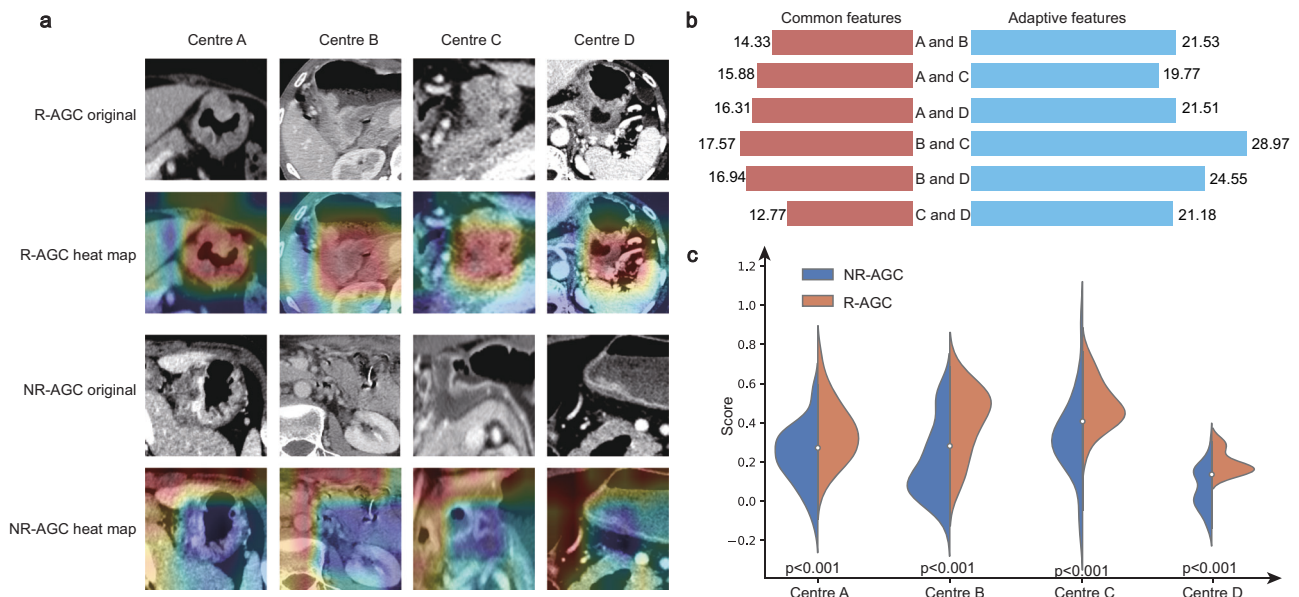 a
Centre A Centre B Centre C Centre D
R-AGC original
R-AGC heat map
NR-AGC original
NR-AGC heat map
b
Common features Adaptive features
14.33 A and B 21.53
15.88 A and C 19.77
16.31 A and D 21.51
17.57 B and C 28.97
16.94 B and D 24.55
12.77 C and D 21.18
c
NR-AGC
R-AGC
Score
1.2
1.0
0.8
0.6
0.4
0.2
0.0
−0.2
p<0.001 p<0.001 p<0.001 p<0.001
Centre A Centre B Centre C Centre D